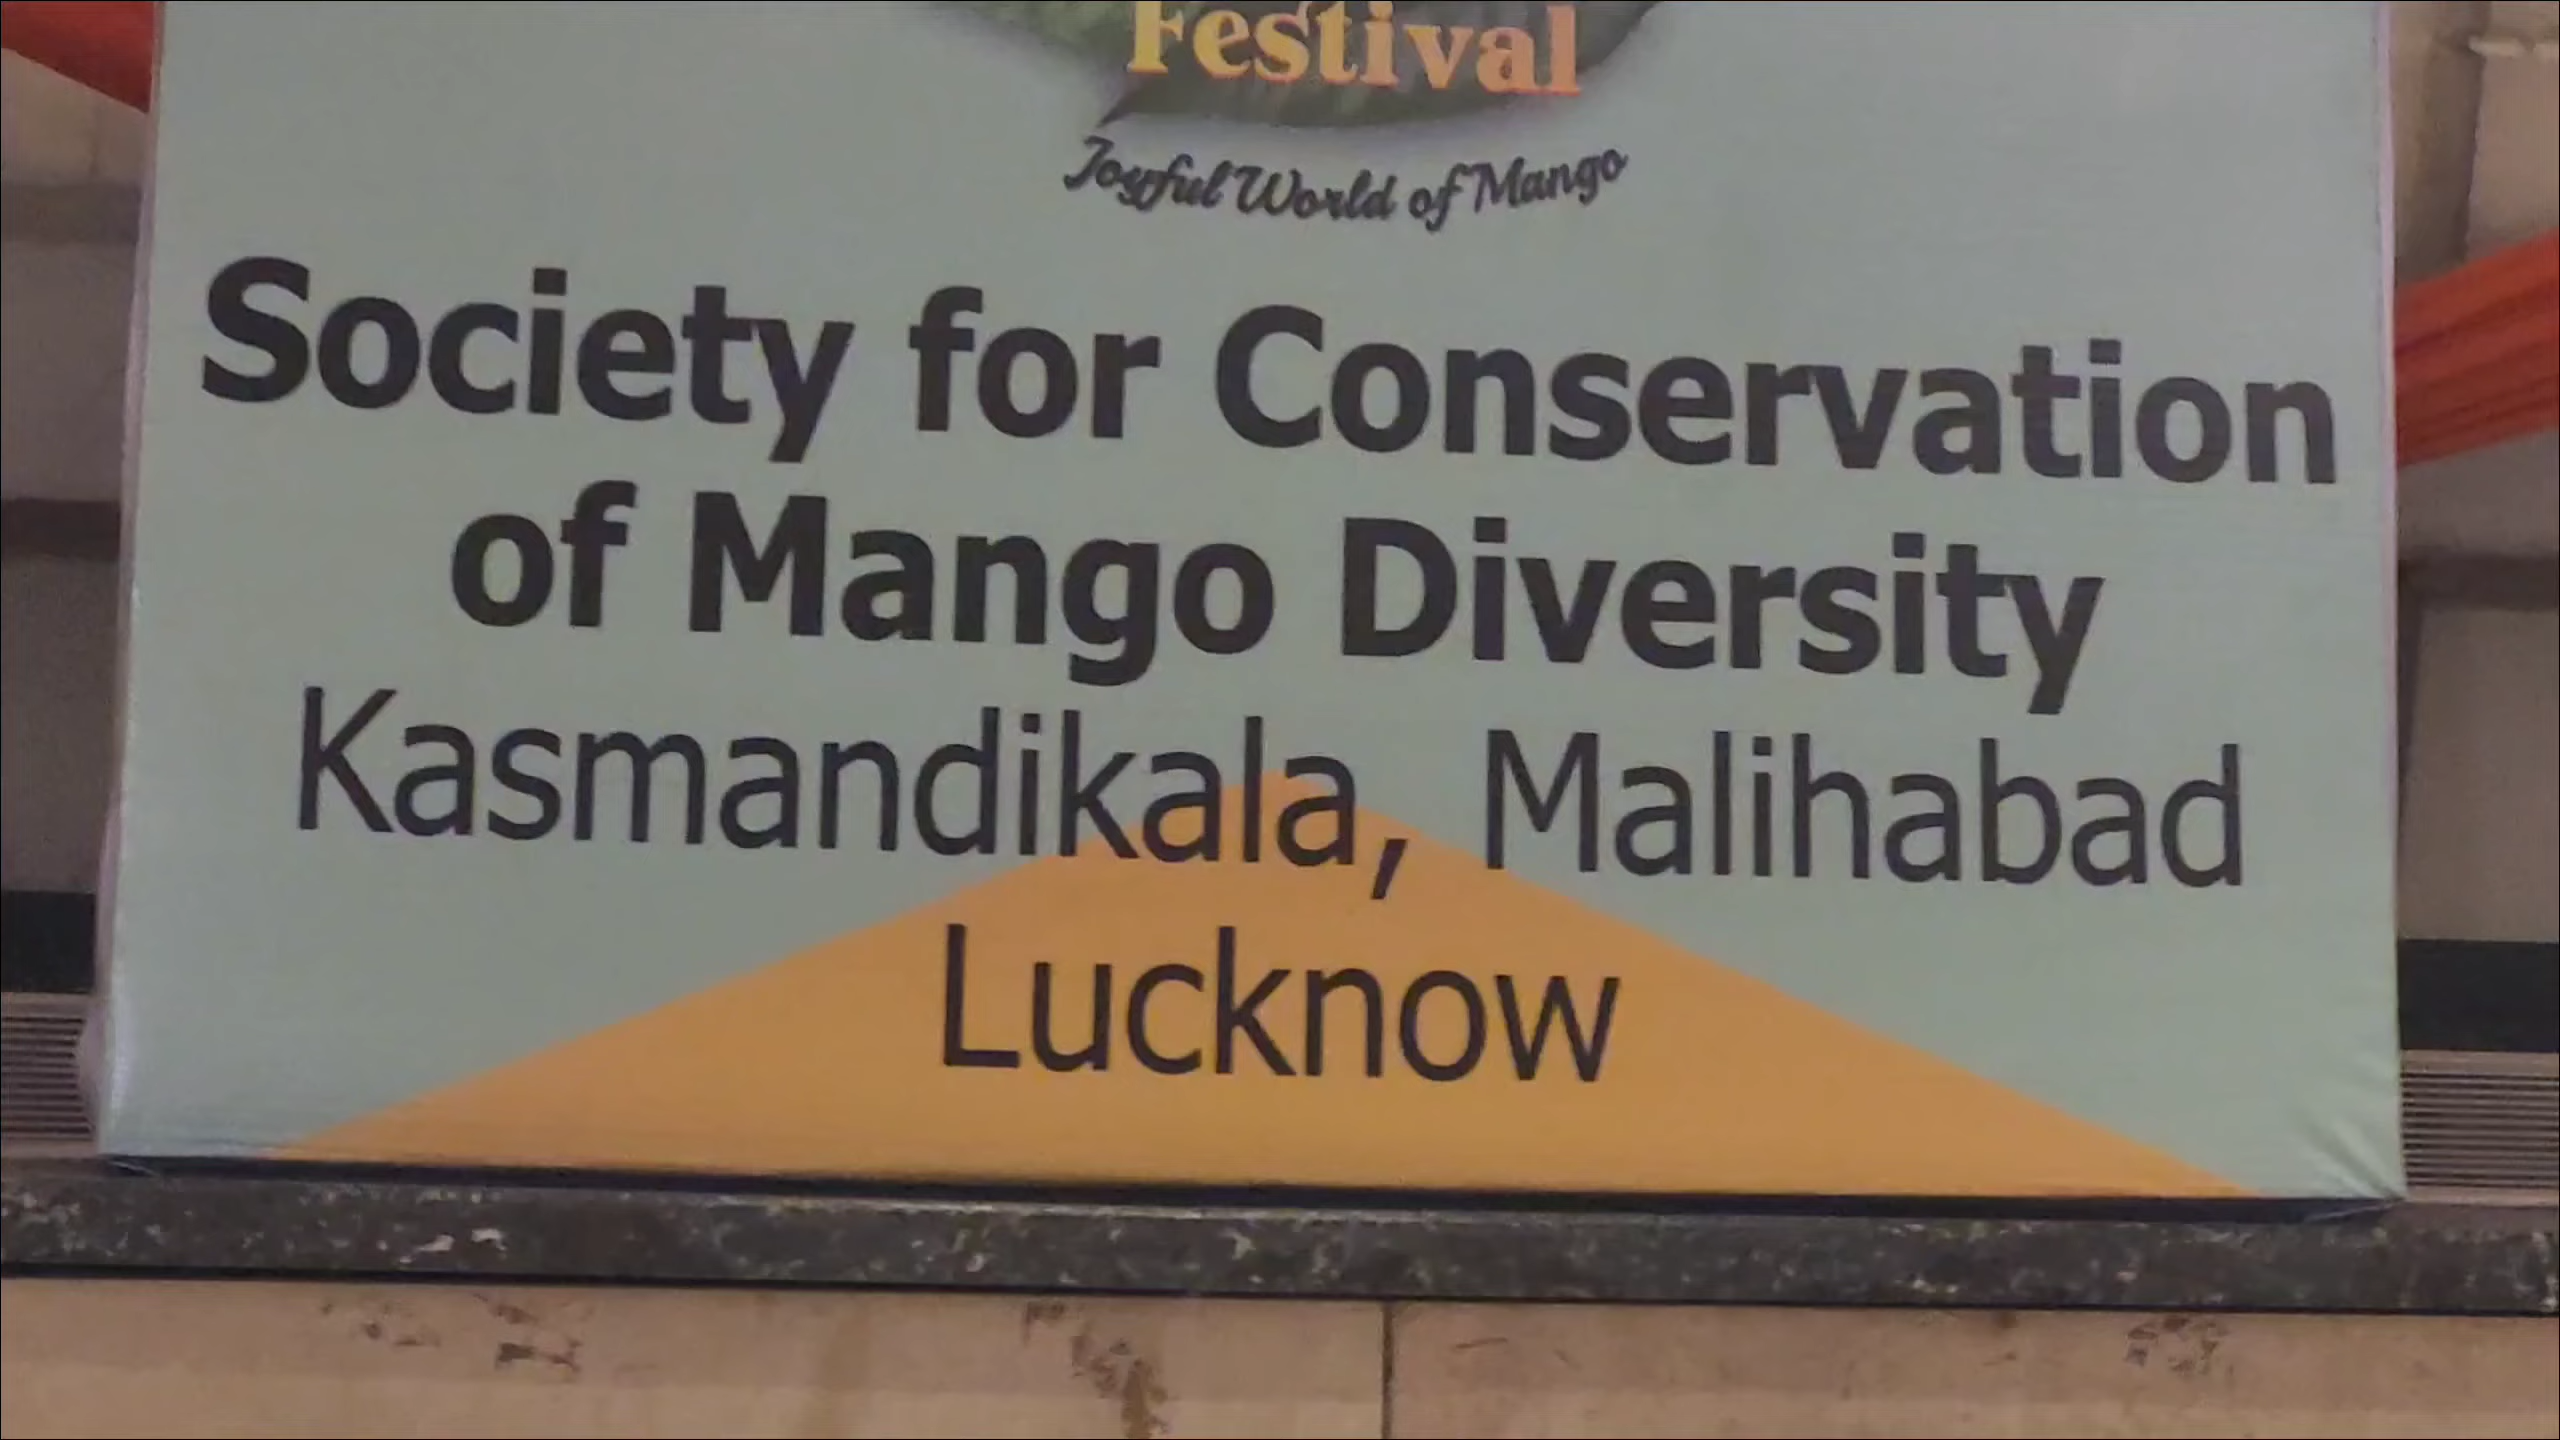 Festival
Joyful World of Mango
Society for Conservation
of Mango Diversity
Kasmandikala, Malihabad
Lucknow